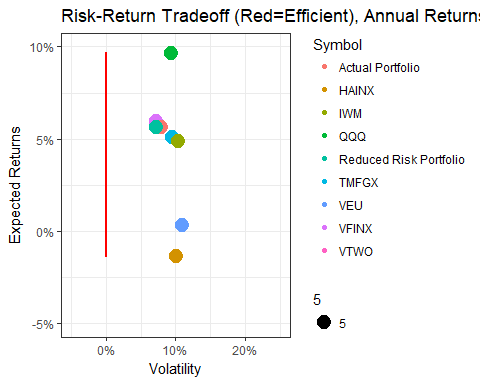 Risk-Return Tradeoff (Red=Efficient), Annual Returns
Expected Returns
10%
5%
0%
-5%
0%
10%
20%
Volatility
Symbol
Actual Portfolio
HAINX
IWM
QQQ
Reduced Risk Portfolio
TMFGX
VEU
VFINX
VTWO
5
5